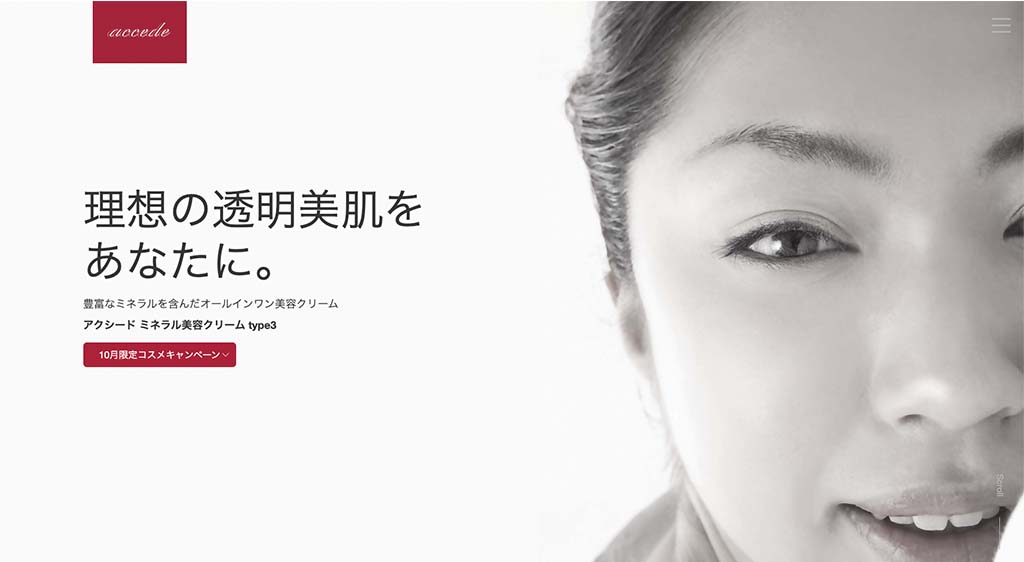 accede
理想の透明美肌を
あなたに。
豊富なミネラルを含んだオールインワン美容クリーム
アクシード ミネラル美容クリーム type3
10月限定コスメキャンペーン
Scroll